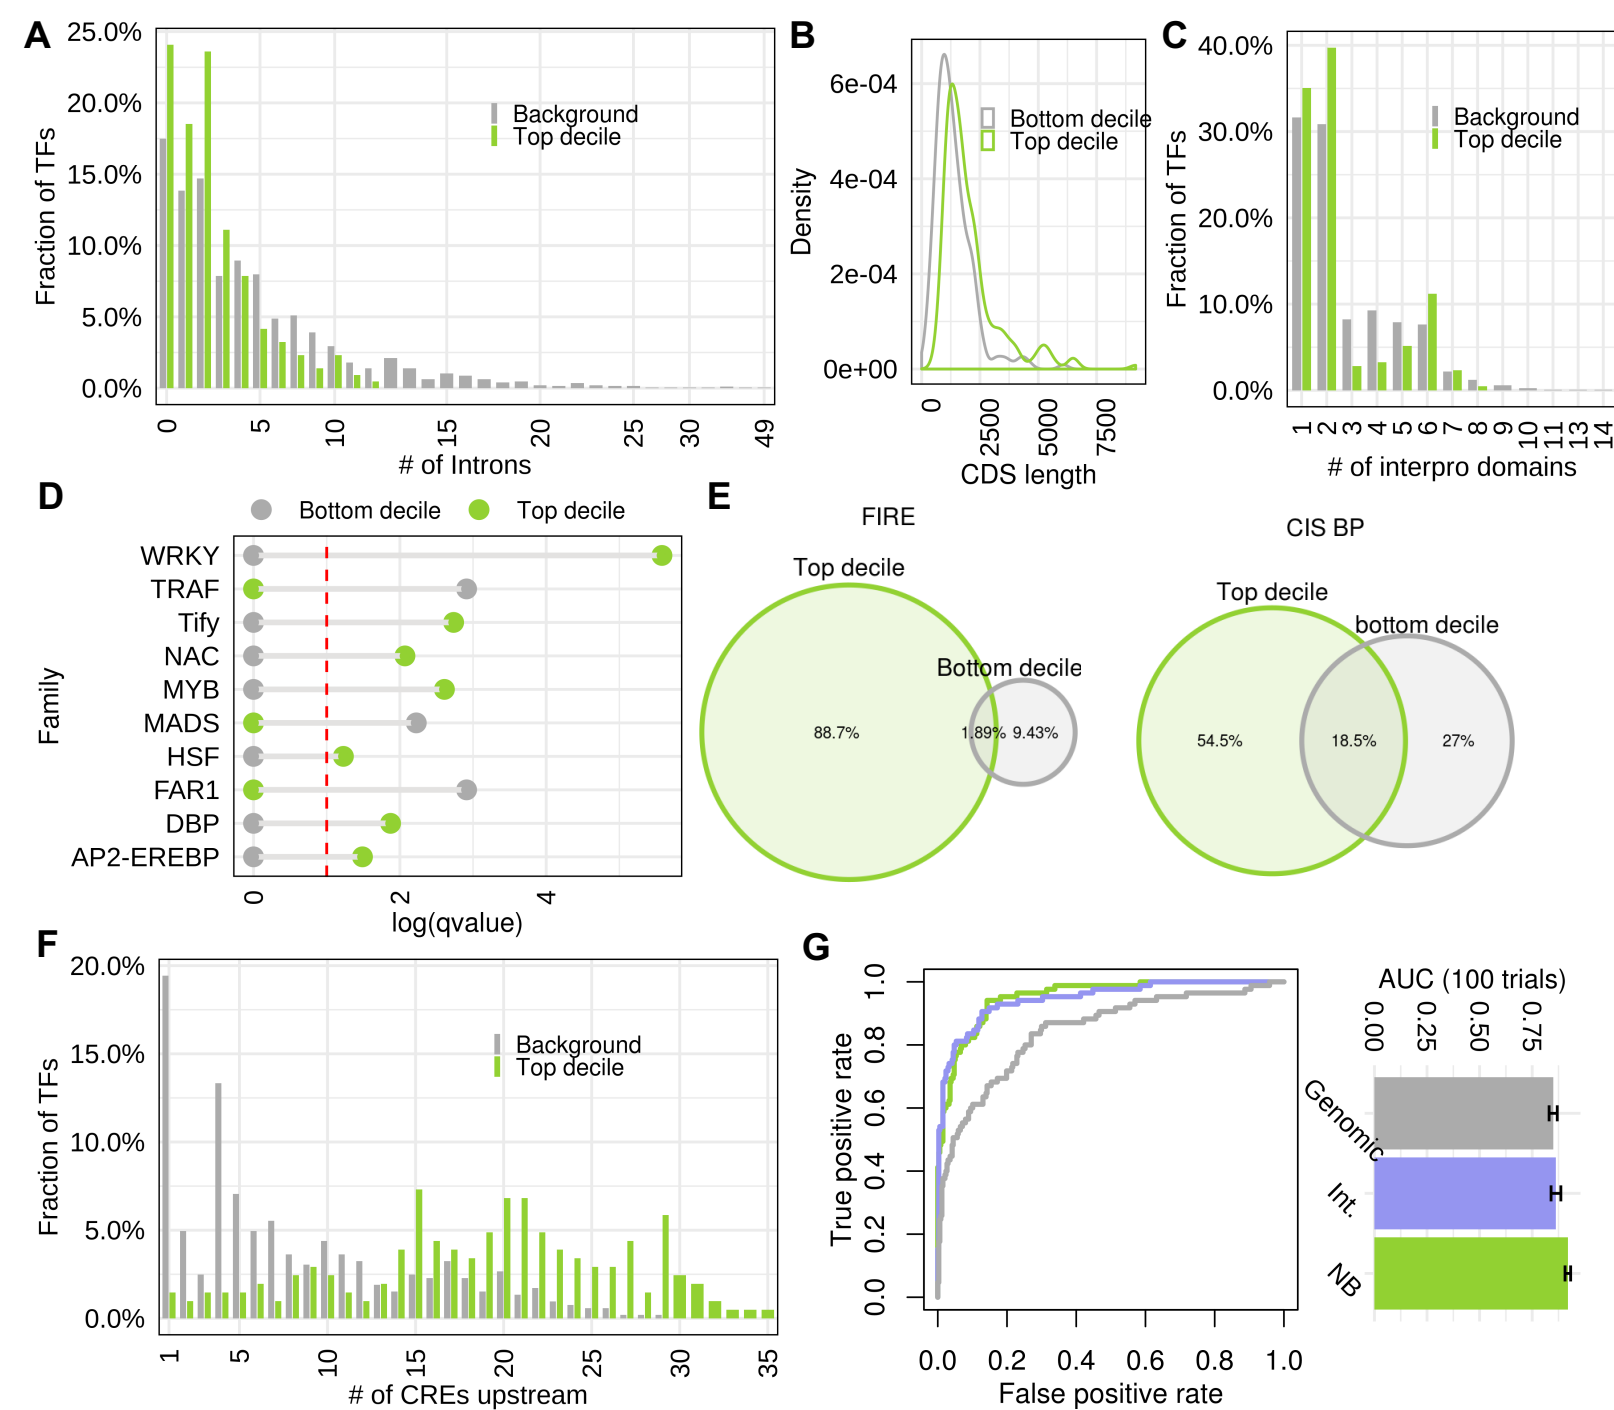 A
25.0%
20.0%
15.0%
10.0%
5.0%
0.0%
Fraction of TFs
Background
Top decile
0 5 10 15 20 25 30 49
# of Introns
B
6e-04
4e-04
2e-04
0e+00
Density
Bottom decile
Top decile
0 2500 5000 7500
CDS length
C
40.0%
30.0%
20.0%
10.0%
0.0%
Fraction of TFs
Background
Top decile
1 2 3 4 5 6 7 8 9 10 11 13 14
# of interpro domains
D
Bottom decile Top decile
WRKY
TRAF
Tify
NAC
MYB
MADS
HSF
FAR1
DBP
AP2-EREBP
Family
0 2 4
log(qvalue)
E
FIRE
Top decile
Bottom decile
88.7% 1.89% 9.43%
CIS BP
Top decile
bottom decile
54.5% 18.5% 27%
F
20.0%
15.0%
10.0%
5.0%
0.0%
Fraction of TFs
Background
Top decile
1 5 10 15 20 25 30 35
# of CREs upstream
G
1.0
0.8
0.6
0.4
0.2
0.0
True positive rate
0.0 0.2 0.4 0.6 0.8 1.0
False positive rate
AUC (100 trials)
0.00 0.25 0.50 0.75
Genomic
Int.
NB